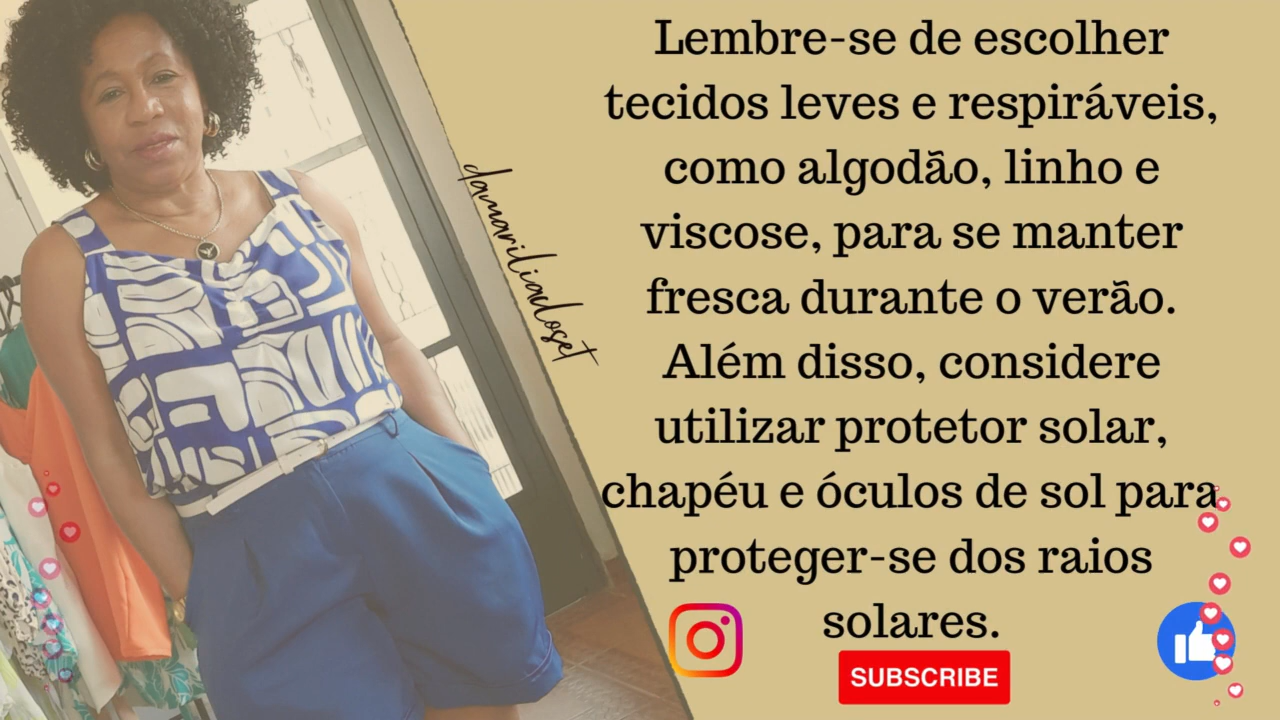 Lembre-se de escolher
tecidos leves e respiráveis,
como algodão, linho e
viscose, para se manter
fresca durante o verão.
Além disso, considere
utilizar protetor solar,
chapéu e óculos de sol para
proteger-se dos raios
solares.
damariliacloset
SUBSCRIBE